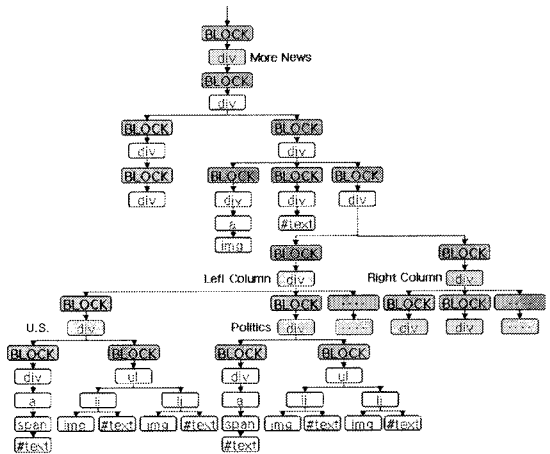 BLOCK
div More News
BLOCK
div
BLOCK BLOCK
div div
BLOCK BLOCK BLOCK BLOCK
div div div div
a #text
img
BLOCK BLOCK
Left Column div Right Column div
BLOCK BLOCK ---- BLOCK BLOCK
U.S. div Politics div ---- div div ----
BLOCK BLOCK BLOCK BLOCK
div ul div ul
a li li a li li
span img #text img #text span img #text img #text
#text #text